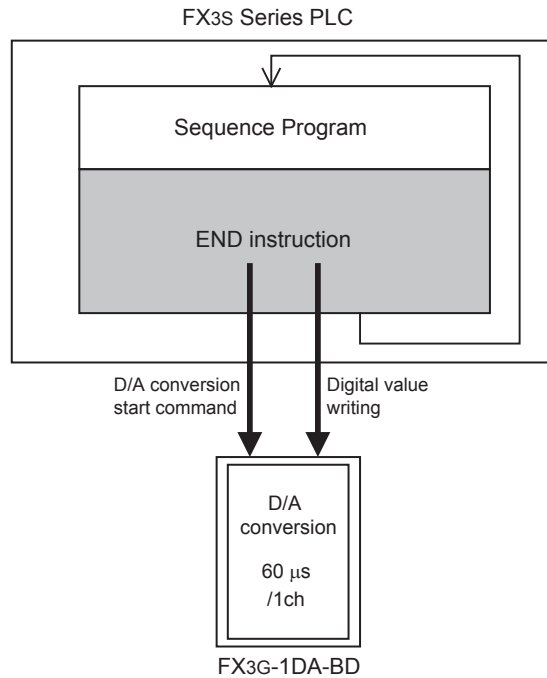 FX3S Series PLC
Sequence Program
END instruction
D/A conversion
start command
Digital value
writing
D/A
conversion
60 μs
/1ch
FX3G-1DA-BD